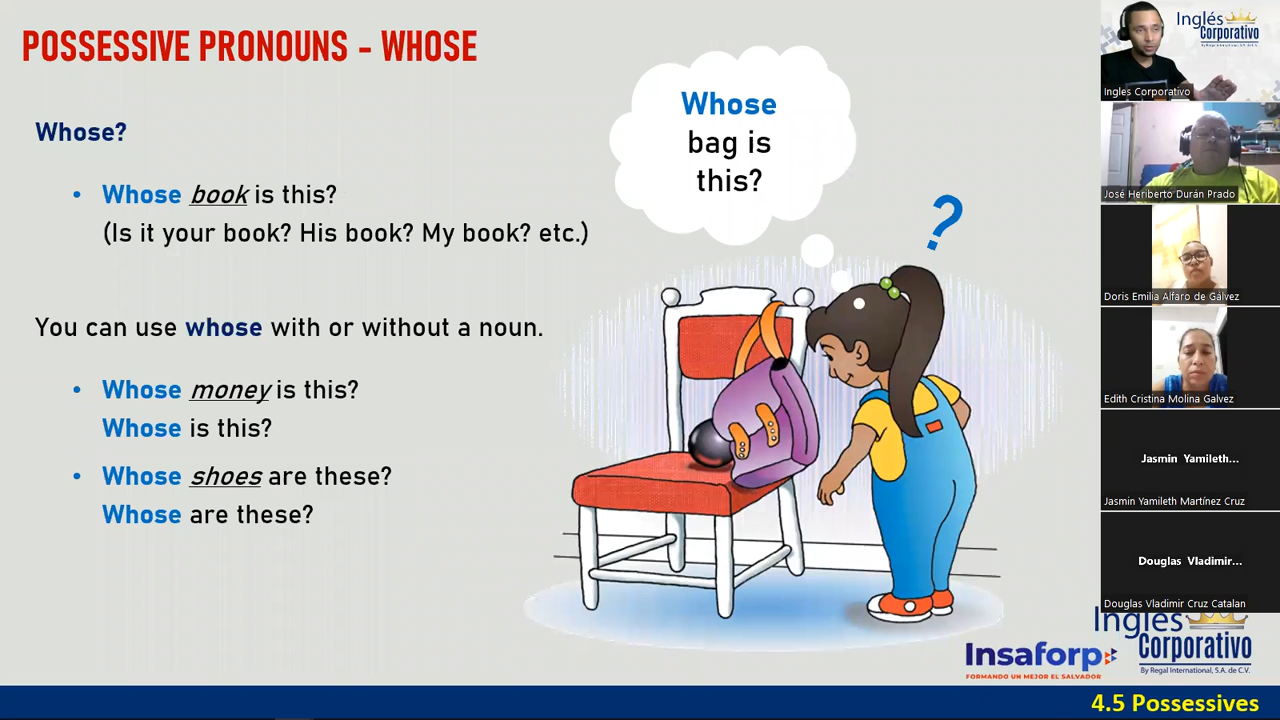 POSSESSIVE PRONOUNS - WHOSE
Whose?
• Whose book is this?
(Is it your book? His book? My book? etc.)
You can use whose with or without a noun.
• Whose money is this?
Whose is this?
• Whose shoes are these?
Whose are these?
Whose
bag is
this?
?
Inglés
Corporativo
By Regal International, S.A. de C.V.
Ingles Corporativo
José Heriberto Durán Prado
Doris Emilia Alfaro de Gálvez
Edith Cristina Molina Galvez
Jasmin Yamileth...
Jasmin Yamileth Martínez Cruz
Douglas Vladimir...
Douglas Vladimir Cruz Catalan
Inglés
Corporativo
By Regal International, S.A. de C.V.
Insaforp
FORMANDO UN MEJOR EL SALVADOR
4.5 Possessives